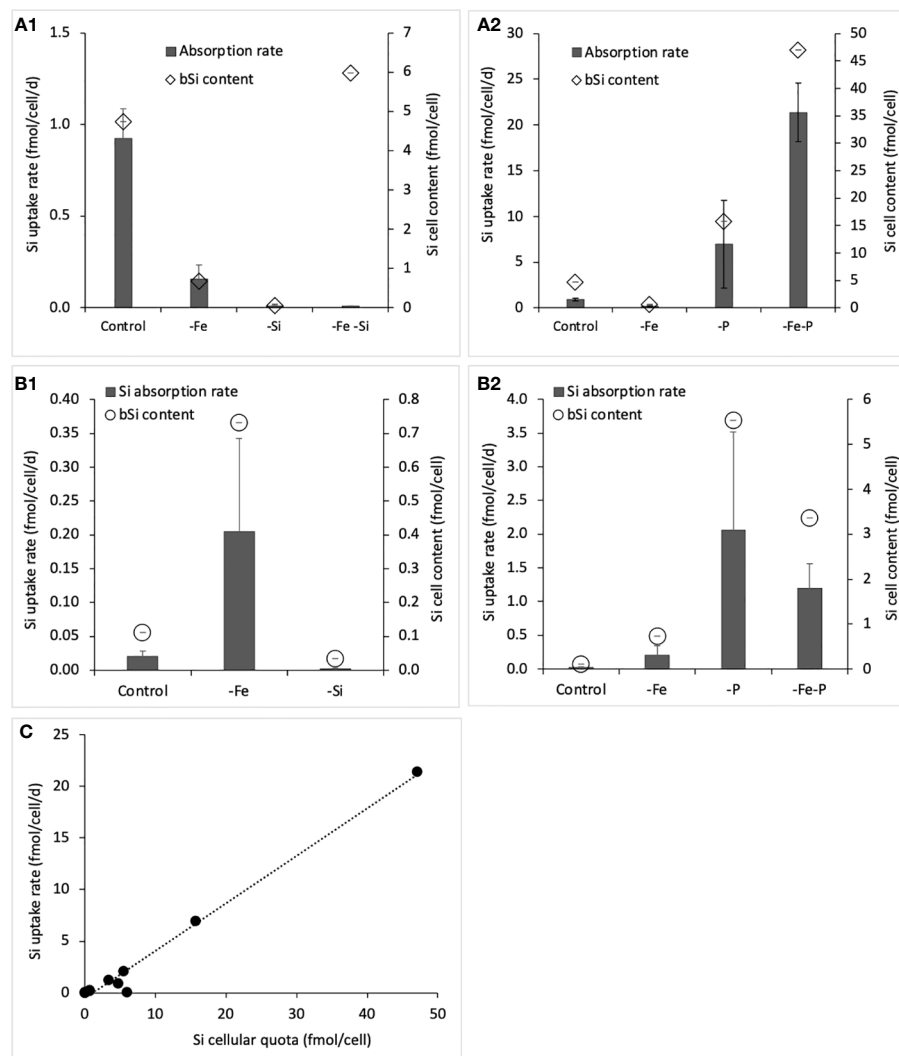 A1
Absorption rate
bSi content
Si uptake rate (fmol/cell/d)
1.5
1.0
0.5
0.0
7
6
5
4
3
2
1
0
Si cell content (fmol/cell)
Control -Fe -Si -Fe -Si
A2
Absorption rate
bSi content
Si uptake rate (fmol/cell/d)
30
25
20
15
10
5
0
50
45
40
35
30
25
20
15
10
5
0
Si cell content (fmol/cell)
Control -Fe -P -Fe-P
B1
Si absorption rate
bSi content
Si uptake rate (fmol/cell/d)
0.40
0.35
0.30
0.25
0.20
0.15
0.10
0.05
0.00
0.8
0.7
0.6
0.5
0.4
0.3
0.2
0.1
0.0
Si cell content (fmol/cell)
Control -Fe -Si
B2
Si absorption rate
bSi content
Si uptake rate (fmol/cell/d)
4.0
3.5
3.0
2.5
2.0
1.5
1.0
0.5
0.0
6
5
4
3
2
1
0
Si cell content (fmol/cell)
Control -Fe -P -Fe-P
C
Si uptake rate (fmol/cell/d)
25
20
15
10
5
0
0 10 20 30 40 50
Si cellular quota (fmol/cell)